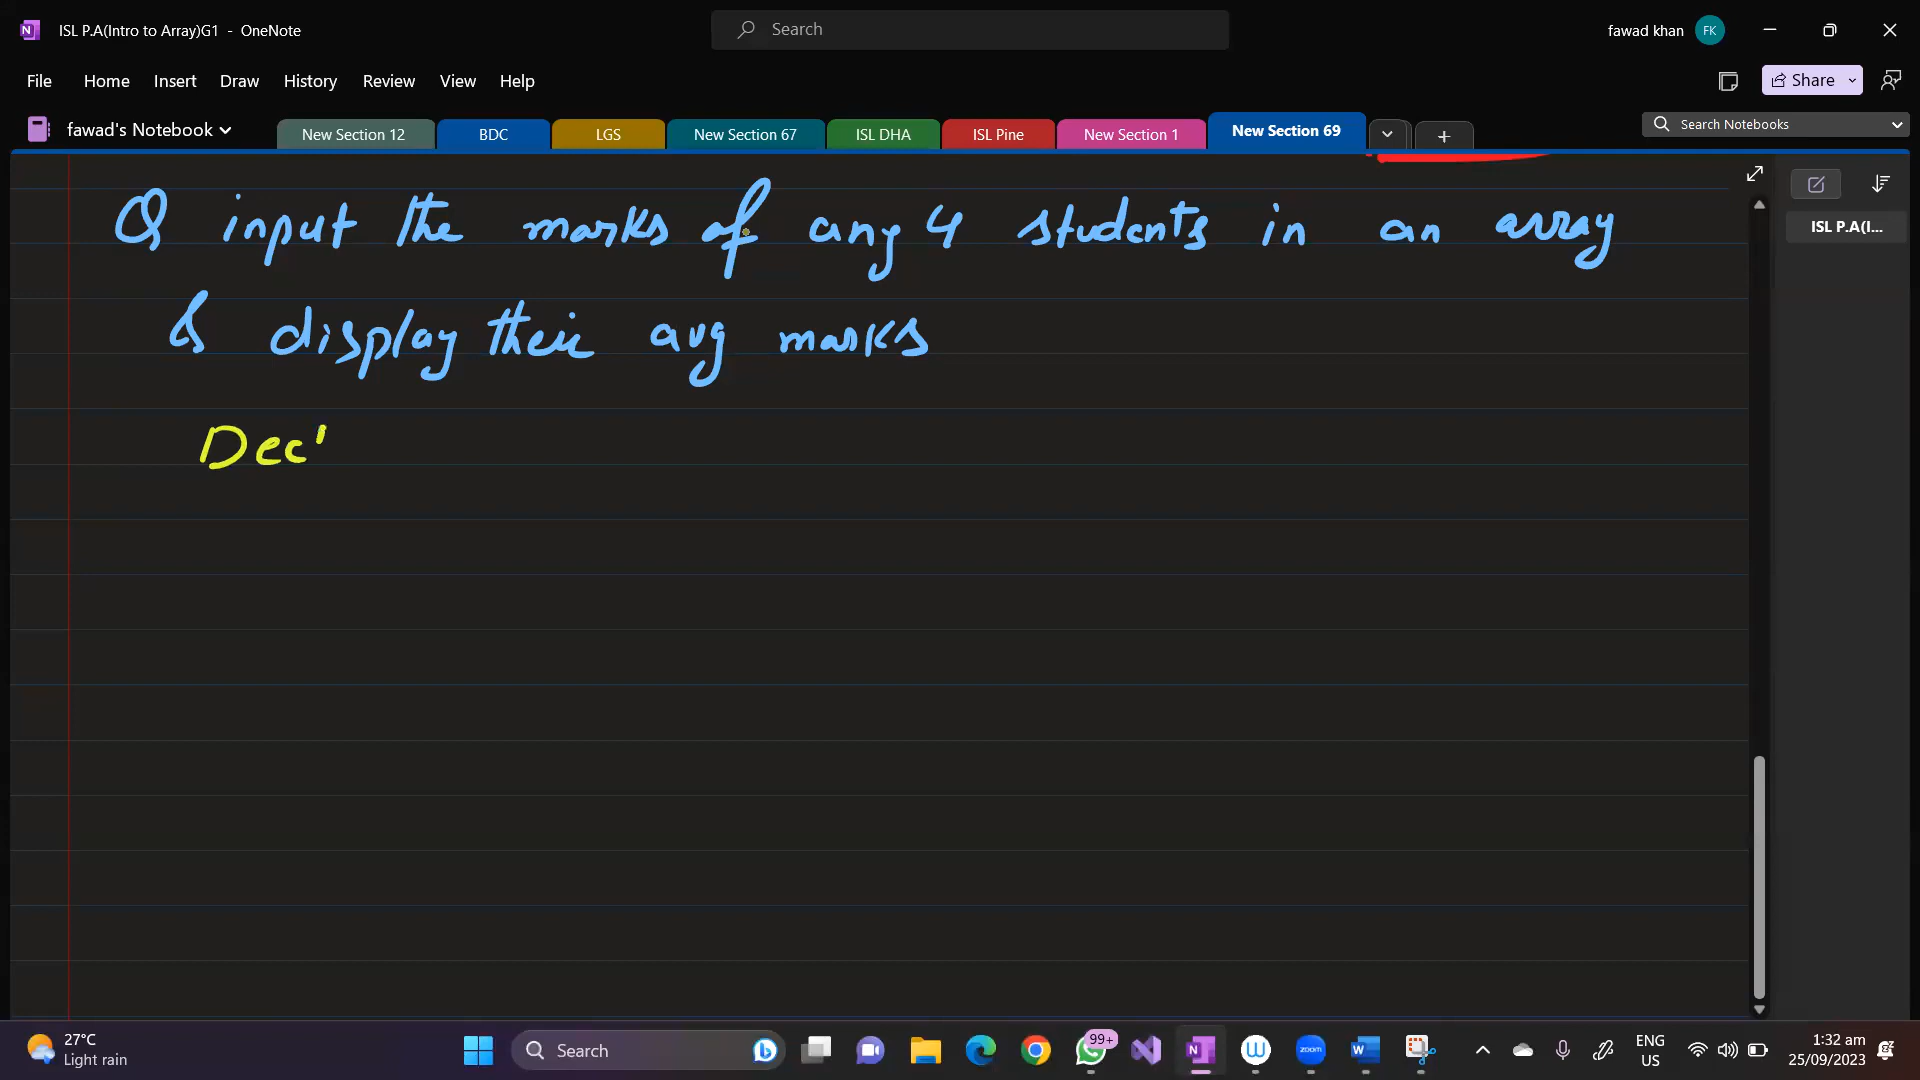 ISL P.A(Intro to Array)G1 - OneNote
Search
fawad khan
FK
File Home Insert Draw History Review View Help
Share
fawad's Notebook
New Section 12
BDC
LGS
New Section 67
ISL DHA
ISL Pine
New Section 1
New Section 69
+
Search Notebooks
ISL P.A(I...
Q input the marks of any 4 students in an array
& display their avg marks
Dec'
27°C
Light rain
Search
99+
zoom
ENG
US
1:32 am
25/09/2023